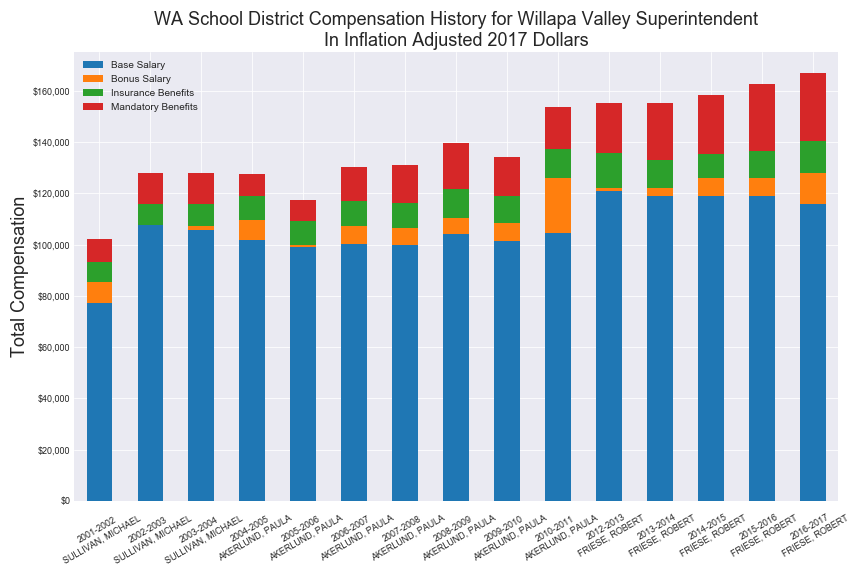 WA School District Compensation History for Willapa Valley Superintendent
In Inflation Adjusted 2017 Dollars
Base Salary
Bonus Salary
Insurance Benefits
Mandatory Benefits
Total Compensation
$160,000
$140,000
$120,000
$100,000
$80,000
$60,000
$40,000
$20,000
$0
2001-2002
SULLIVAN, MICHAEL
2002-2003
SULLIVAN, MICHAEL
2003-2004
SULLIVAN, MICHAEL
2004-2005
AKERLUND, PAULA
2005-2006
AKERLUND, PAULA
2006-2007
AKERLUND, PAULA
2007-2008
AKERLUND, PAULA
2008-2009
AKERLUND, PAULA
2009-2010
AKERLUND, PAULA
2010-2011
AKERLUND, PAULA
2012-2013
FRIESE, ROBERT
2013-2014
FRIESE, ROBERT
2014-2015
FRIESE, ROBERT
2015-2016
FRIESE, ROBERT
2016-2017
FRIESE, ROBERT